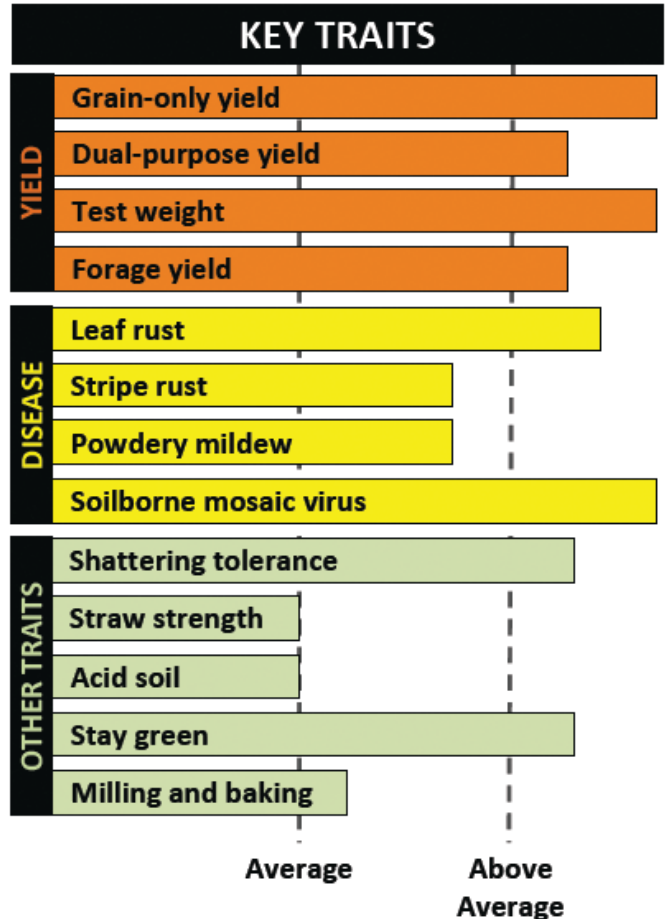 KEY TRAITS
YIELD
Grain-only yield
Dual-purpose yield
Test weight
Forage yield
DISEASE
Leaf rust
Stripe rust
Powdery mildew
Soilborne mosaic virus
OTHER TRAITS
Shattering tolerance
Straw strength
Acid soil
Stay green
Milling and baking
Average
Above
Average